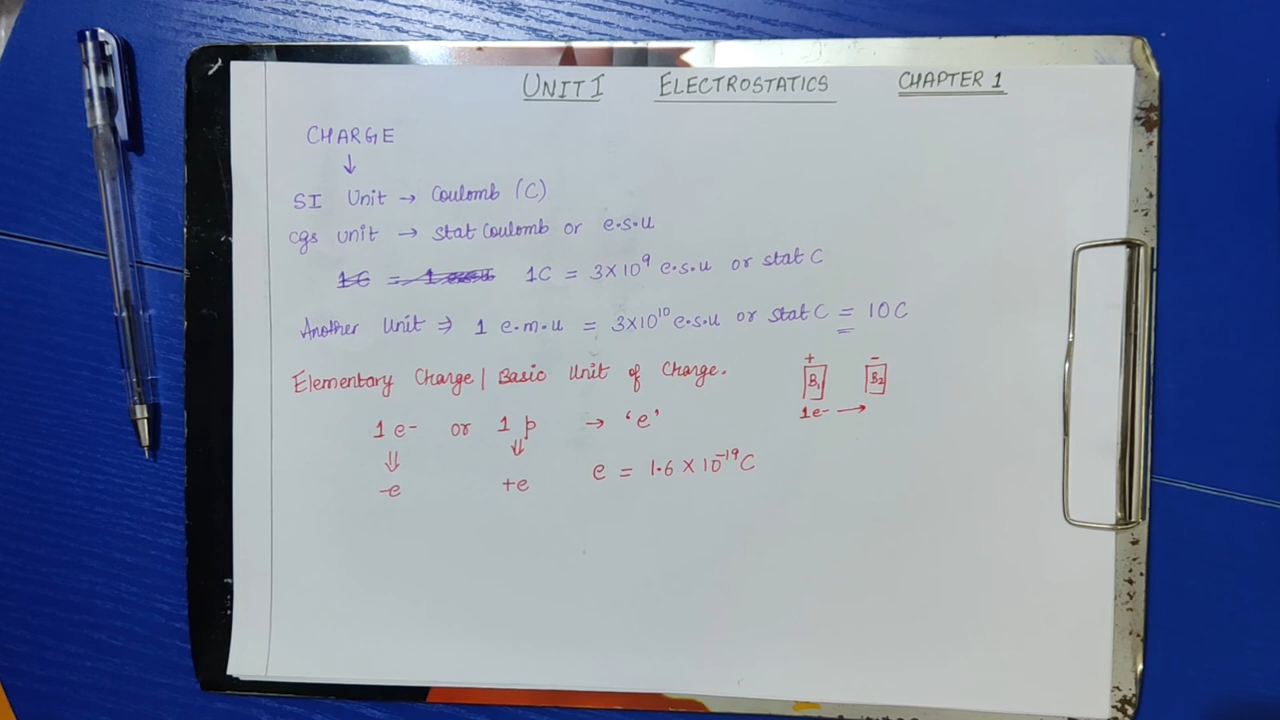 UNIT I ELECTROSTATICS CHAPTER 1
CHARGE
↓
SI Unit → Coulomb (C)
cgs unit → stat Coulomb or e.s.u
1C = 3×10⁹ e.s.u or stat C
Another Unit ⇒ 1 e.m.u = 3×10¹⁰ e.s.u or stat C = 10C
Elementary Charge | Basic Unit of Charge.
+ -
B₁ B₂
1e- →
1 e- or 1 p → 'e'
⇓ ⇓
-e +e e = 1.6 × 10⁻¹⁹C